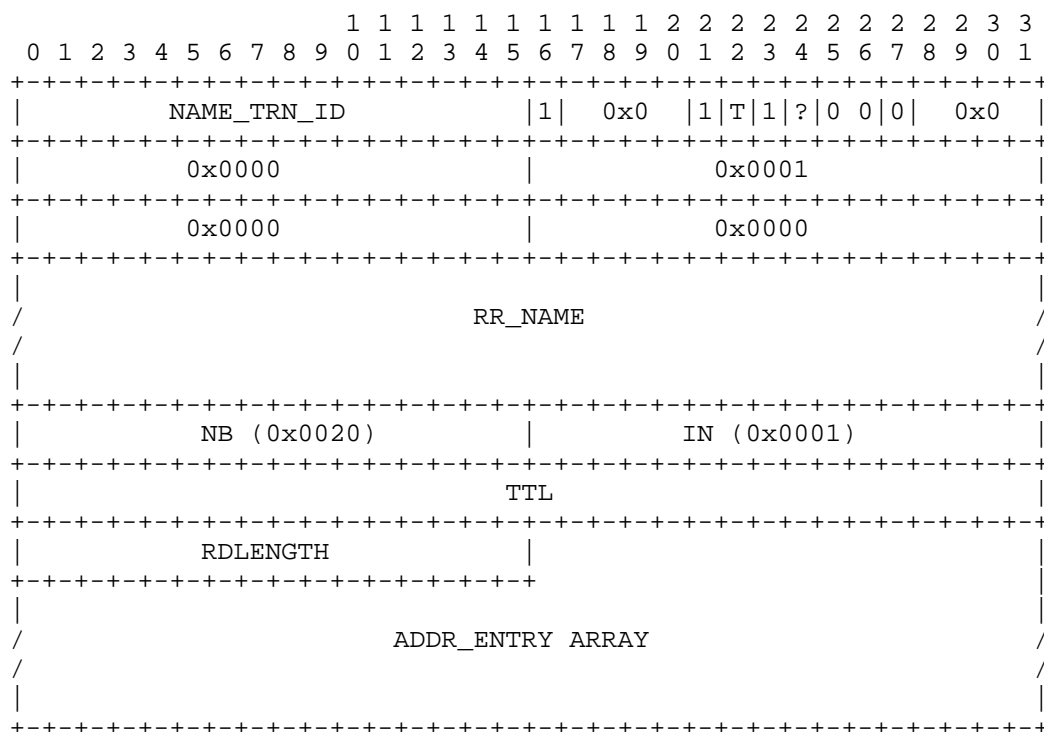 1 1 1 1 1 1 1 1 1 1 2 2 2 2 2 2 2 2 2 2 3 3
 0 1 2 3 4 5 6 7 8 9 0 1 2 3 4 5 6 7 8 9 0 1 2 3 4 5 6 7 8 9 0 1
+-+-+-+-+-+-+-+-+-+-+-+-+-+-+-+-+-+-+-+-+-+-+-+-+-+-+-+-+-+-+-+-+
|         NAME_TRN_ID           |1|  0x0  |1|T|1|?|0 0|0|  0x0  |
+-+-+-+-+-+-+-+-+-+-+-+-+-+-+-+-+-+-+-+-+-+-+-+-+-+-+-+-+-+-+-+-+
|          0x0000               |           0x0001              |
+-+-+-+-+-+-+-+-+-+-+-+-+-+-+-+-+-+-+-+-+-+-+-+-+-+-+-+-+-+-+-+-+
|          0x0000               |           0x0000              |
+-+-+-+-+-+-+-+-+-+-+-+-+-+-+-+-+-+-+-+-+-+-+-+-+-+-+-+-+-+-+-+-+
|                                                               |
/                            RR_NAME                            /
/                                                               /
|                                                               |
+-+-+-+-+-+-+-+-+-+-+-+-+-+-+-+-+-+-+-+-+-+-+-+-+-+-+-+-+-+-+-+-+
|           NB (0x0020)         |         IN (0x0001)           |
+-+-+-+-+-+-+-+-+-+-+-+-+-+-+-+-+-+-+-+-+-+-+-+-+-+-+-+-+-+-+-+-+
|                              TTL                              |
+-+-+-+-+-+-+-+-+-+-+-+-+-+-+-+-+-+-+-+-+-+-+-+-+-+-+-+-+-+-+-+-+
|           RDLENGTH            |                               |
+-+-+-+-+-+-+-+-+-+-+-+-+-+-+-+-+                               |
|                                                               |
/                       ADDR_ENTRY ARRAY                        /
/                                                               /
|                                                               |
+-+-+-+-+-+-+-+-+-+-+-+-+-+-+-+-+-+-+-+-+-+-+-+-+-+-+-+-+-+-+-+-+